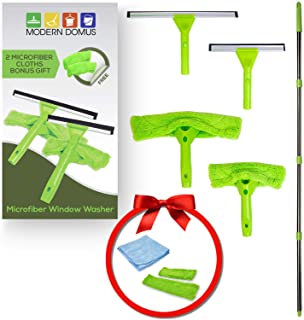 MODERN DOMUS
2 MICROFIBER
CLOTHS
BONUS GIFT
FREE
Microfiber Window Washer